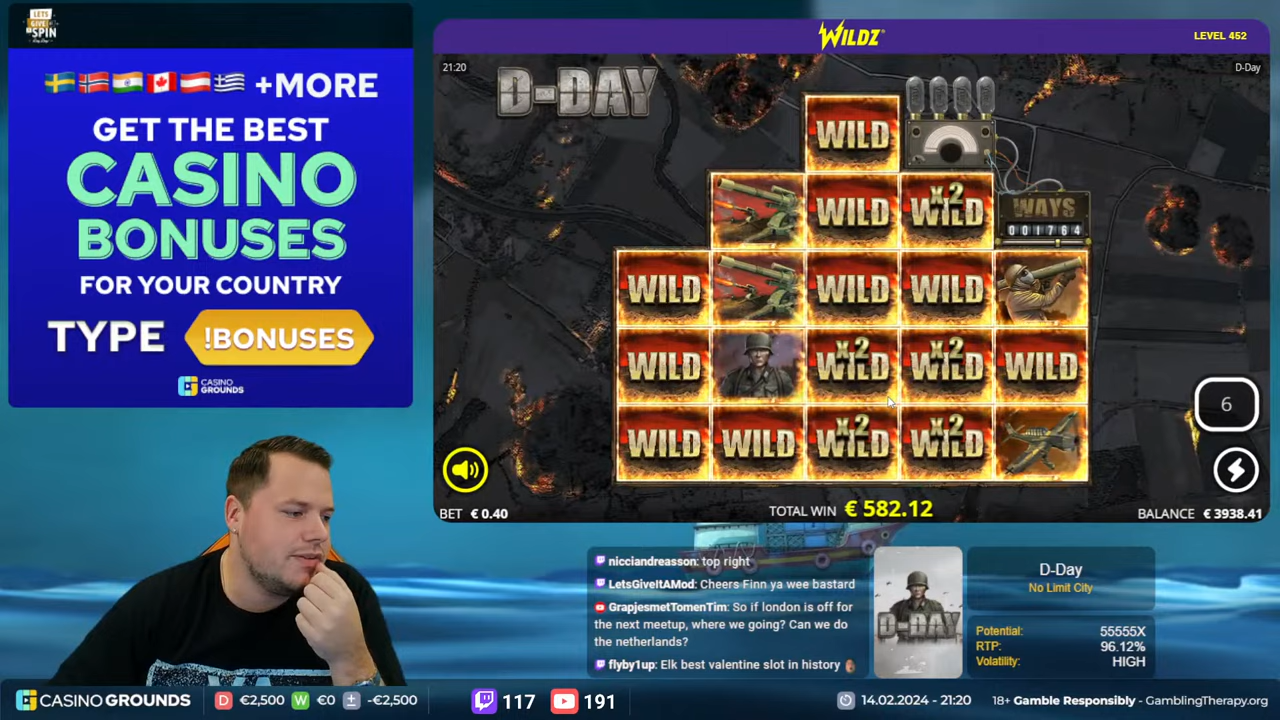 LETS
GIVE IT
A SPIN
+MORE
GET THE BEST
CASINO
BONUSES
FOR YOUR COUNTRY
TYPE !BONUSES
CASINO
GROUNDS
WILDZ
LEVEL 452
21:20
D-Day
D-DAY
WILD
WILD
X2
WILD
WAYS
001764
WILD
WILD
WILD
WILD
X2
WILD
X2
WILD
WILD
WILD
WILD
X2
WILD
X2
WILD
6
BET € 0.40
TOTAL WIN € 582.12
BALANCE € 3938.41
nicciandreasson: top right
LetsGiveItAMod: Cheers Finn ya wee bastard
GrapjesmetTomenTim: So if london is off for
the next meetup, where we going? Can we do
the netherlands?
flyby1up: Elk best valentine slot in history
D-DAY
D-Day
No Limit City
Potential: 55555X
RTP: 96.12%
Volatility: HIGH
CASINOGROUNDS
D €2,500 W €0 ± -€2,500
117
191
14.02.2024 - 21:20
18+ Gamble Responsibly - GamblingTherapy.org